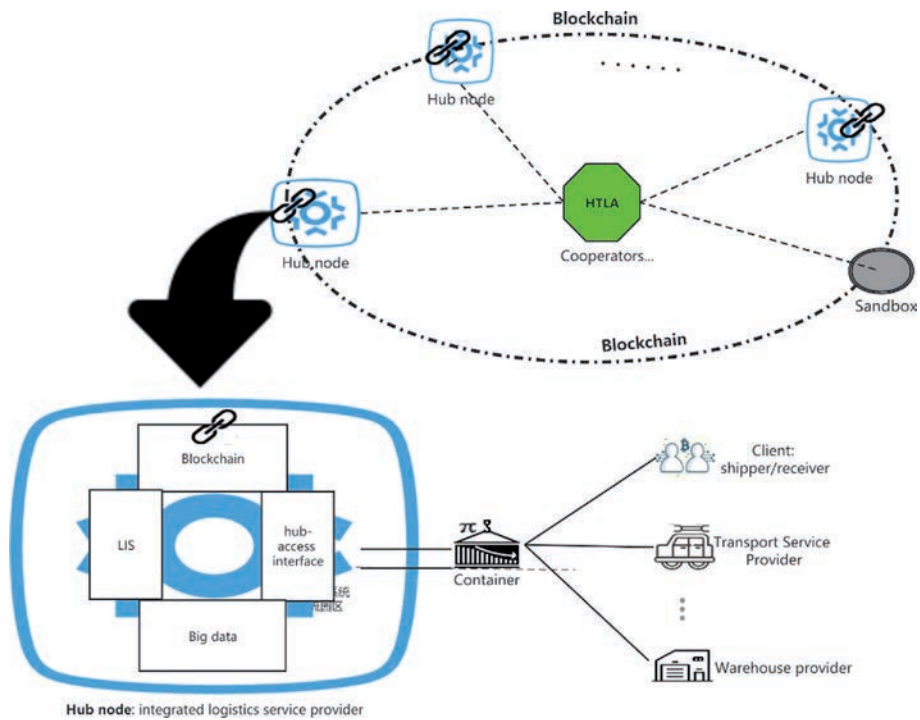 Blockchain
......
Hub node
Hub node
HTLA
Hub node
Cooperators...
Sandbox
Blockchain
Blockchain
LIS
hub-
access
interface
Big data
π
Container
Client:
shipper/receiver
Transport Service
Provider
Warehouse provider
Hub node: integrated logistics service provider